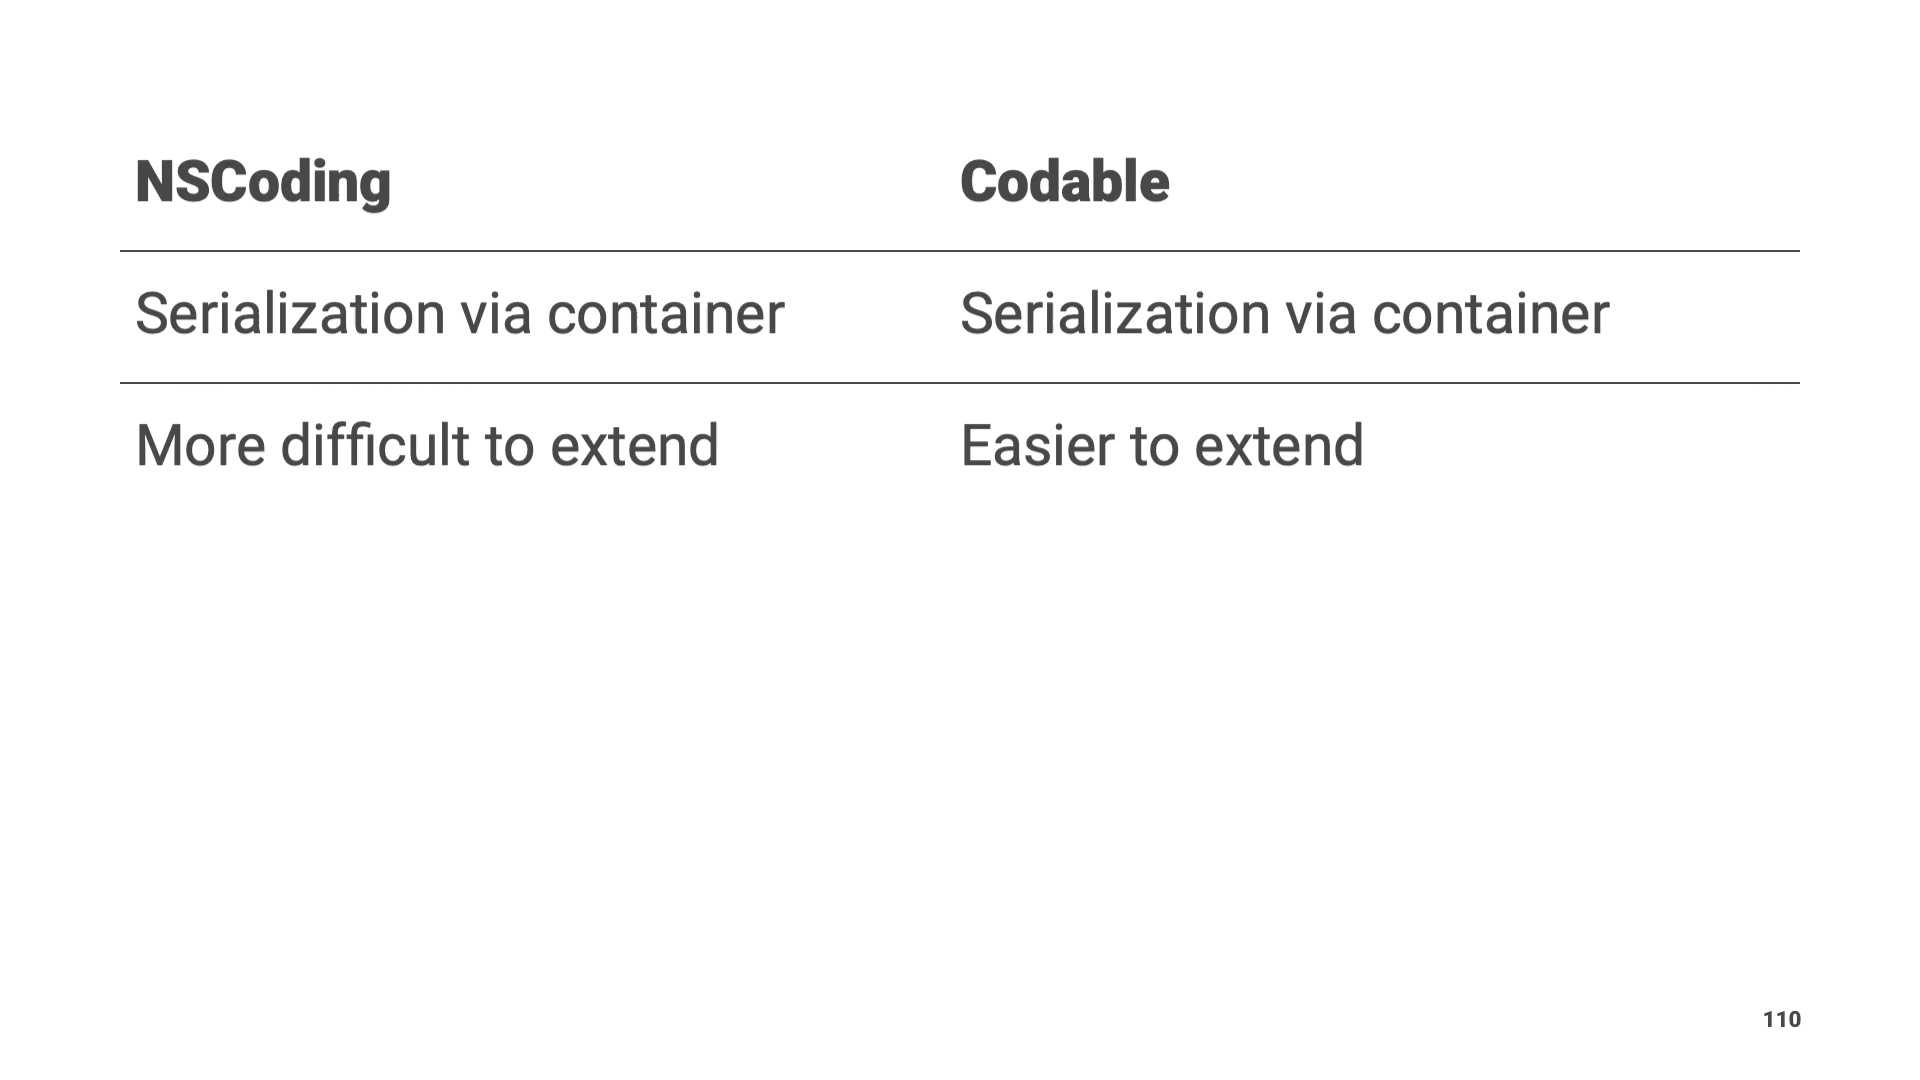 NSCoding Codable
Serialization via container Serialization via container
More difficult to extend Easier to extend
110